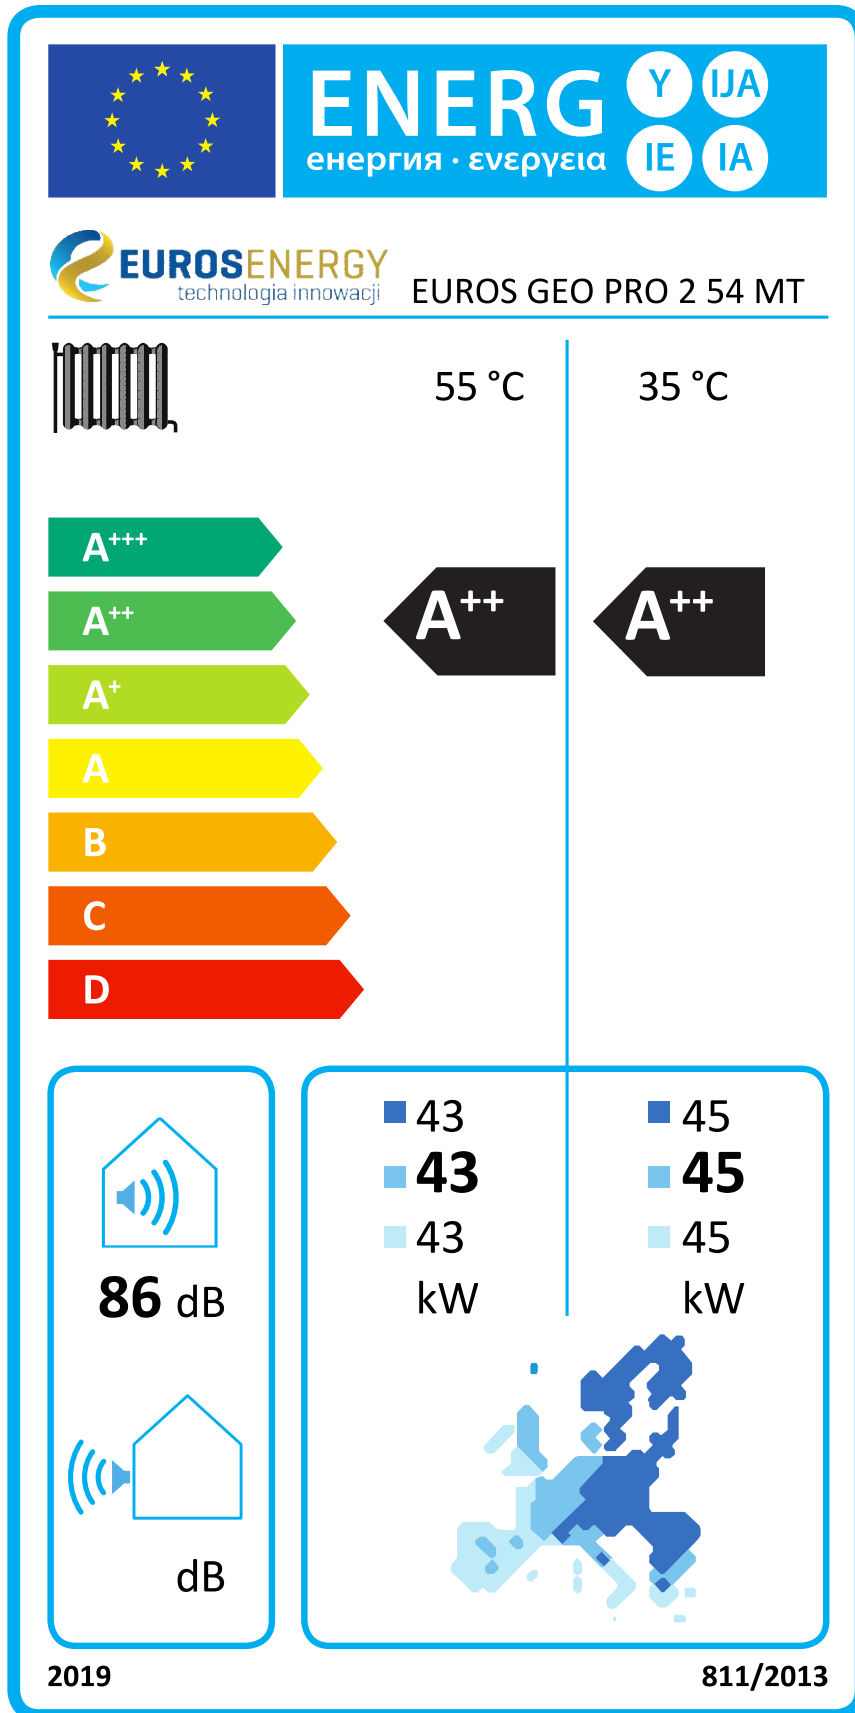 ENERG
енергия · ενεργεια
Y IJA
IE IA
EUROSENERGY
technologia innowacji
EUROS GEO PRO 2 54 MT
55 °C 35 °C
A+++
A++
A+
A
B
C
D
A++ A++
43 45
43 45
43 45
kW kW
86 dB
dB
2019 811/2013